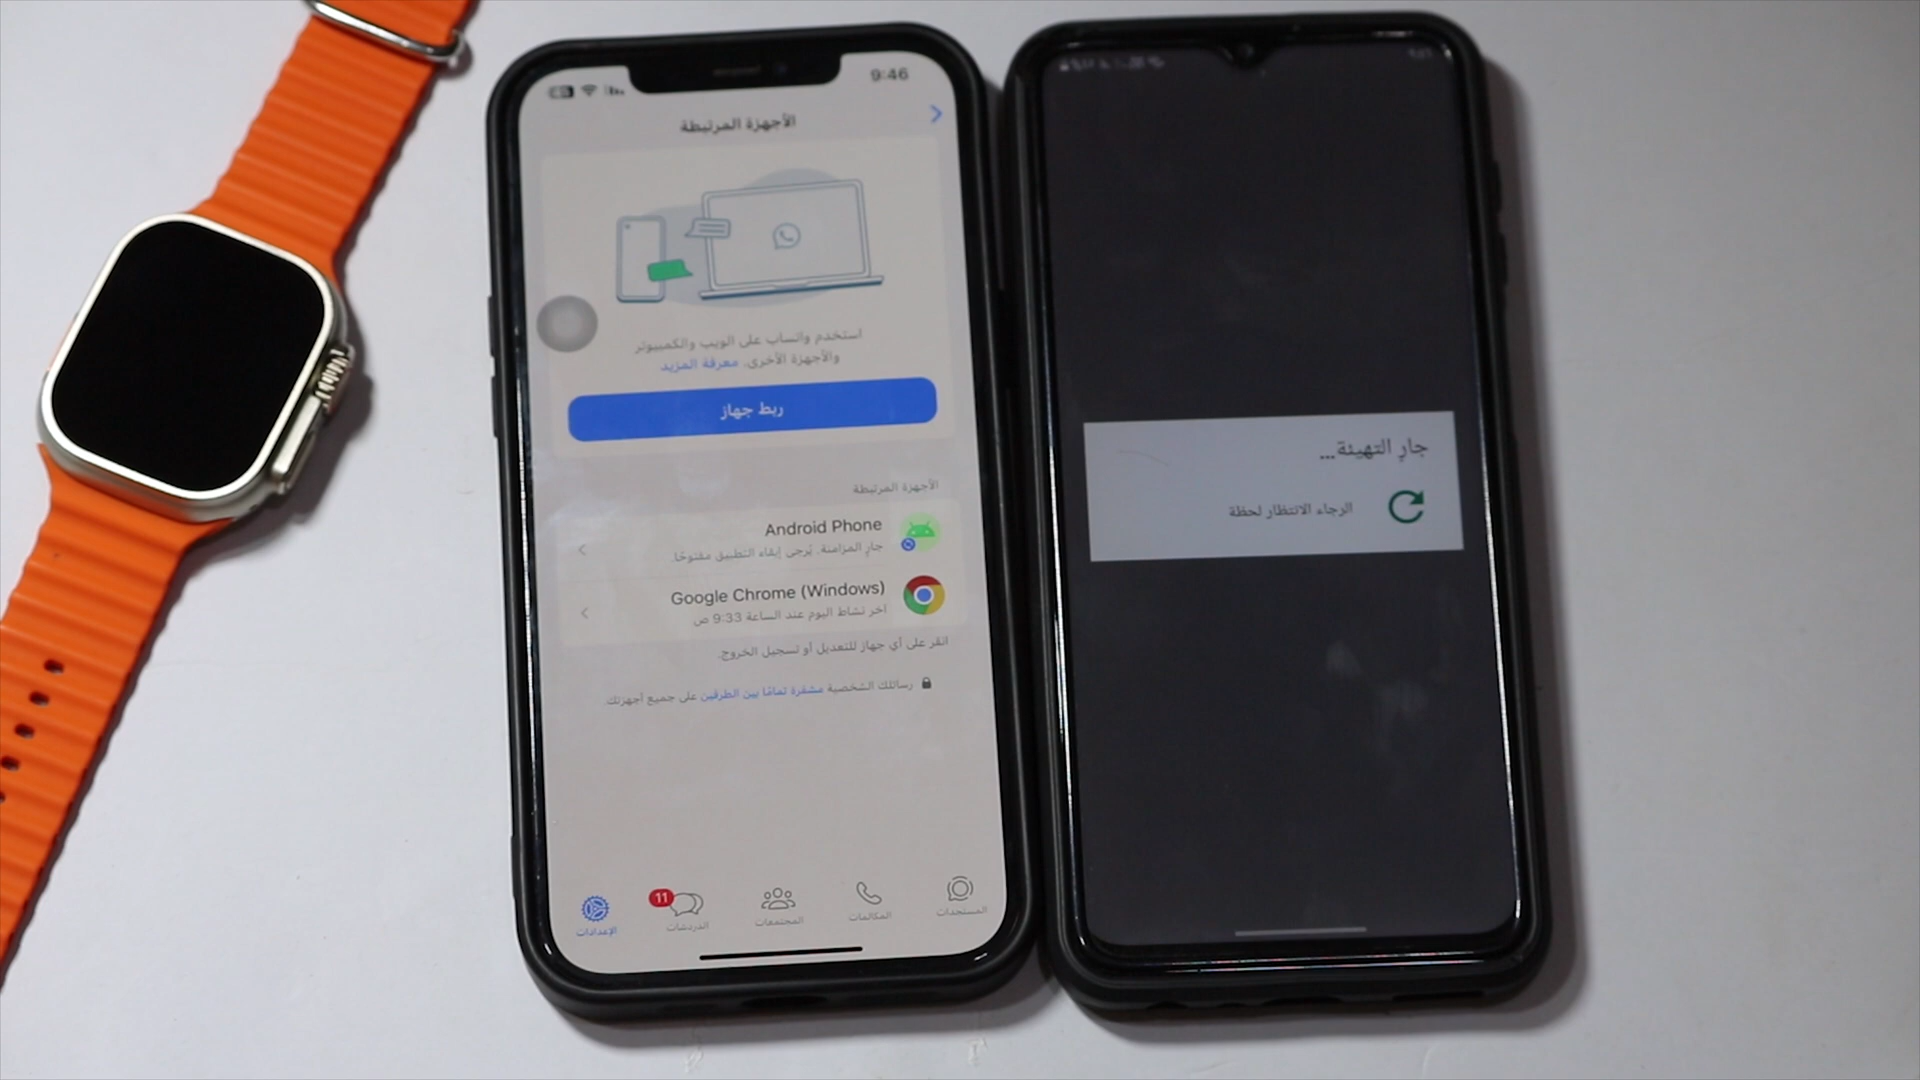 9:46
الأجهزة المرتبطة
استخدم واتساب على الويب والكمبيوتر
والأجهزة الأخرى. معرفة المزيد
ربط جهاز
الأجهزة المرتبطة
Android Phone
جارٍ المزامنة. يُرجى إبقاء التطبيق مفتوحًا.
Google Chrome (Windows)
آخر نشاط اليوم عند الساعة 9:33 ص
انقر على أي جهاز للتعديل أو تسجيل الخروج.
رسائلك الشخصية مشفرة تمامًا بين الطرفين على جميع أجهزتك.
المستجدات
المكالمات
المجتمعات
11
الدردشات
الإعدادات
جارٍ التهيئة...
الرجاء الانتظار لحظة